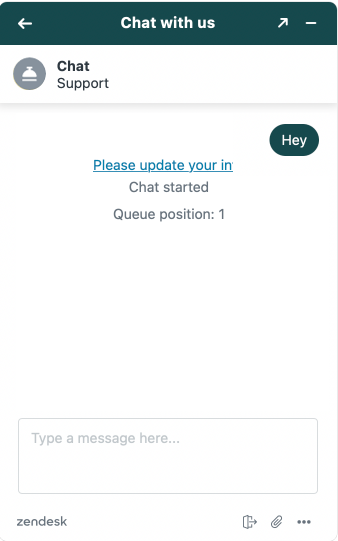 Chat with us
Chat
Support
Hey
Please update your in
Chat started
Queue position: 1
Type a message here...
zendesk